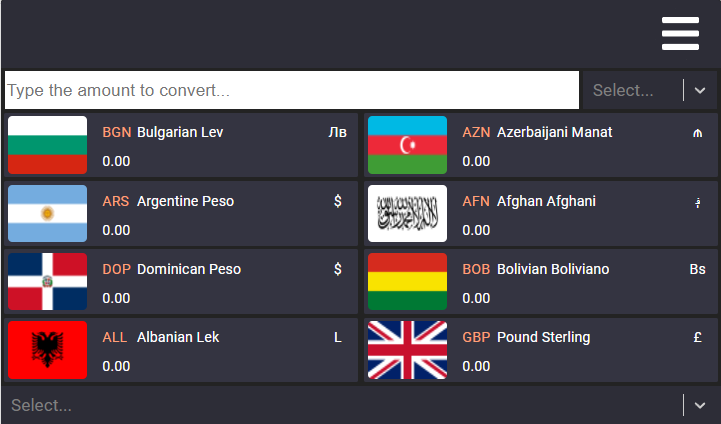 Type the amount to convert... Select...
BGN Bulgarian Lev Лв
0.00
AZN Azerbaijani Manat ₼
0.00
ARS Argentine Peso $
0.00
AFN Afghan Afghani ؋
0.00
DOP Dominican Peso $
0.00
BOB Bolivian Boliviano Bs
0.00
ALL Albanian Lek L
0.00
GBP Pound Sterling £
0.00
Select...